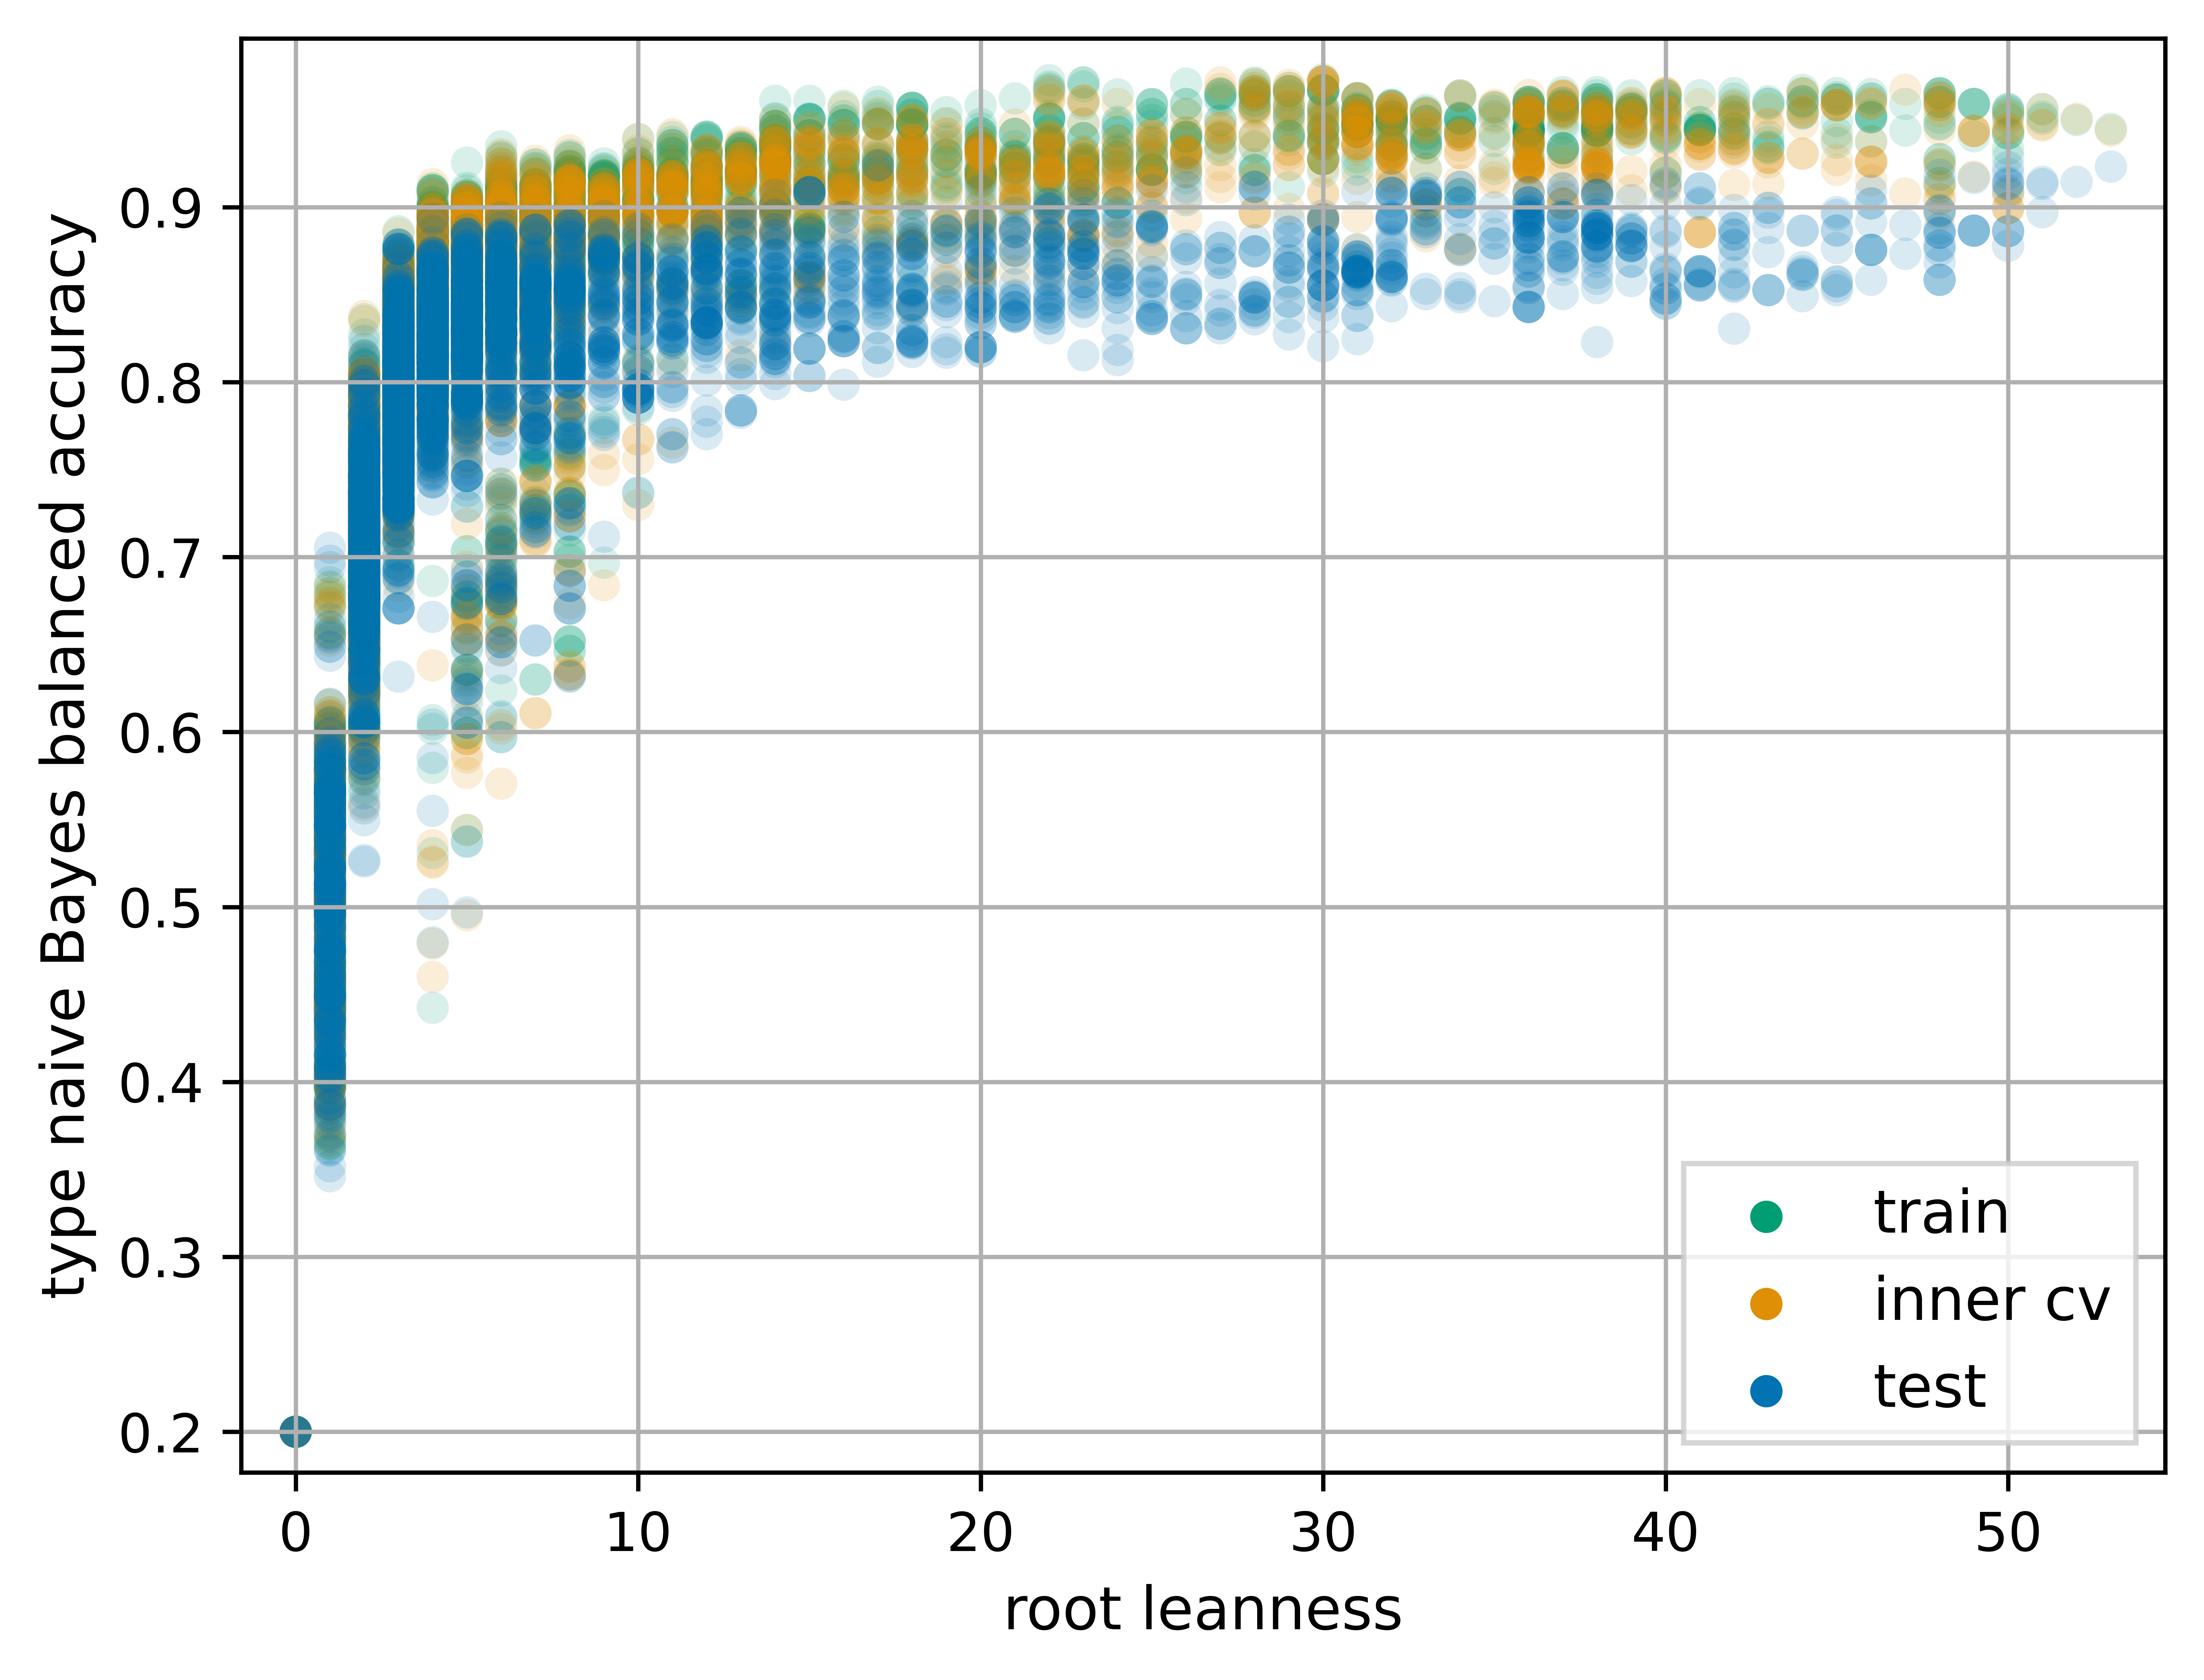 type naive Bayes balanced accuracy
0.9
0.8
0.7
0.6
0.5
0.4
0.3
0.2
train
inner cv
test
0 10 20 30 40 50
root leanness